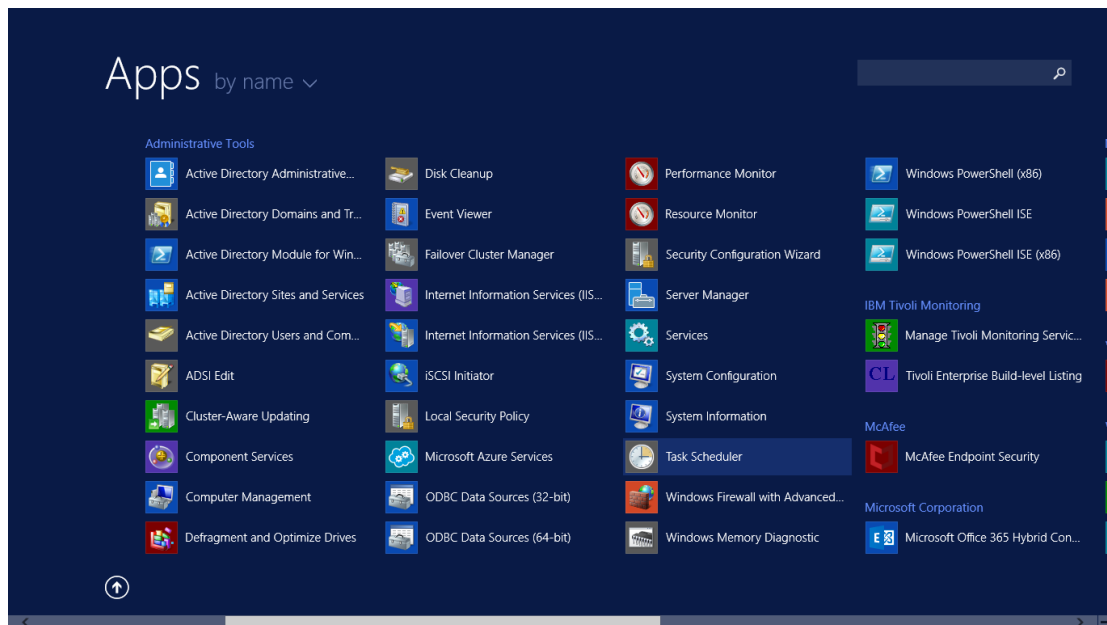 Apps by name
Administrative Tools
Active Directory Administrative...
Active Directory Domains and Tr...
Active Directory Module for Win...
Active Directory Sites and Services
Active Directory Users and Com...
ADSI Edit
Cluster-Aware Updating
Component Services
Computer Management
Defragment and Optimize Drives
Disk Cleanup
Event Viewer
Failover Cluster Manager
Internet Information Services (IIS...
Internet Information Services (IIS...
iSCSI Initiator
Local Security Policy
Microsoft Azure Services
ODBC Data Sources (32-bit)
ODBC Data Sources (64-bit)
Performance Monitor
Resource Monitor
Security Configuration Wizard
Server Manager
Services
System Configuration
System Information
Task Scheduler
Windows Firewall with Advanced...
Windows Memory Diagnostic
Windows PowerShell (x86)
Windows PowerShell ISE
Windows PowerShell ISE (x86)
IBM Tivoli Monitoring
Manage Tivoli Monitoring Servic...
CL
Tivoli Enterprise Build-level Listing
McAfee
McAfee Endpoint Security
Microsoft Corporation
E
Microsoft Office 365 Hybrid Con...